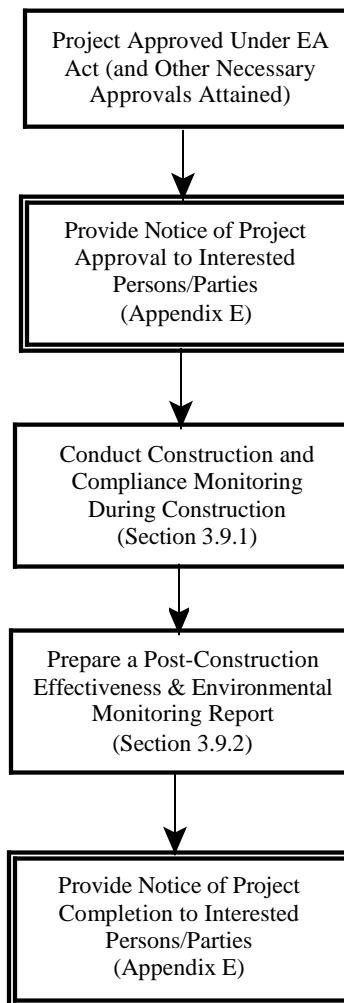 Project Approved Under EA
Act (and Other Necessary
Approvals Attained)
Provide Notice of Project
Approval to Interested
Persons/Parties
(Appendix E)
Conduct Construction and
Compliance Monitoring
During Construction
(Section 3.9.1)
Prepare a Post-Construction
Effectiveness & Environmental
Monitoring Report
(Section 3.9.2)
Provide Notice of Project
Completion to Interested
Persons/Parties
(Appendix E)